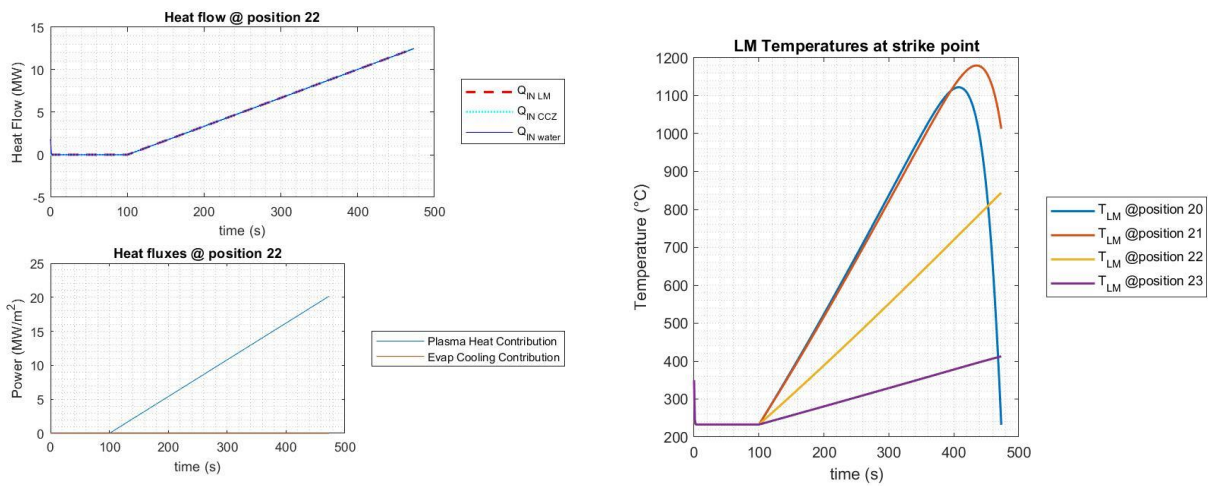 Heat flow @ position 22
15
10
5
0
-5
Heat Flow (MW)
0 100 200 300 400 500
time (s)
Q_IN LM
Q_IN CCZ
Q_IN water
Heat fluxes @ position 22
25
20
15
10
5
0
Power (MW/m²)
0 100 200 300 400 500
time (s)
Plasma Heat Contribution
Evap Cooling Contribution
LM Temperatures at strike point
1200
1100
1000
900
800
700
600
500
400
300
200
Temperature (°C)
0 100 200 300 400 500
time (s)
T_LM @position 20
T_LM @position 21
T_LM @position 22
T_LM @position 23